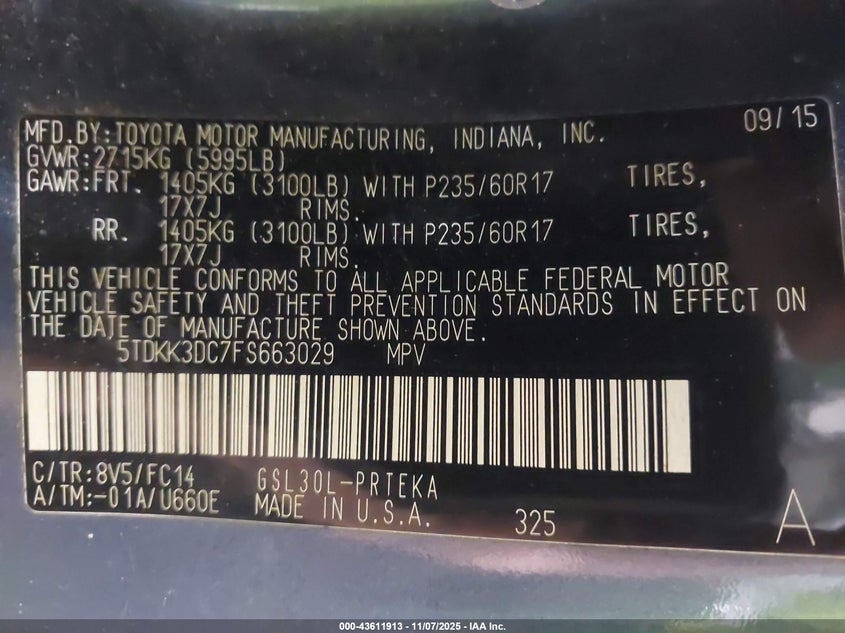 MFD.BY:TOYOTA MOTOR MANUFACTURING, INDIANA, INC. 09/15
GVWR:2715KG (5995LB)
GAWR:FRT. 1405KG (3100LB) WITH P235/60R17 TIRES,
17X7J RIMS.
RR. 1405KG (3100LB) WITH P235/60R17 TIRES,
17X7J RIMS.
THIS VEHICLE CONFORMS TO ALL APPLICABLE FEDERAL MOTOR
VEHICLE SAFETY AND THEFT PREVENTION STANDARDS IN EFFECT ON
THE DATE OF MANUFACTURE SHOWN ABOVE.
5TDKK3DC7FS663029 MPV
C/TR:8V5/FC14 GSL30L-PRTEKA
A/TM:-01A/U660E MADE IN U.S.A. 325 A
000-43611913 - 11/07/2025 - IAA Inc.